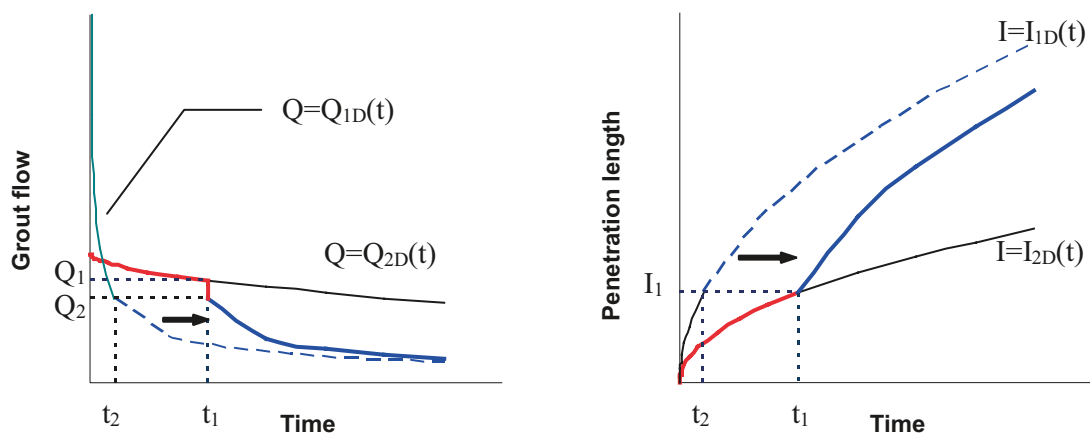 Grout flow
Q=Q1D(t)
Q=Q2D(t)
Q1
Q2
t2
t1
Time
Penetration length
I=I1D(t)
I=I2D(t)
I1
t2
t1
Time